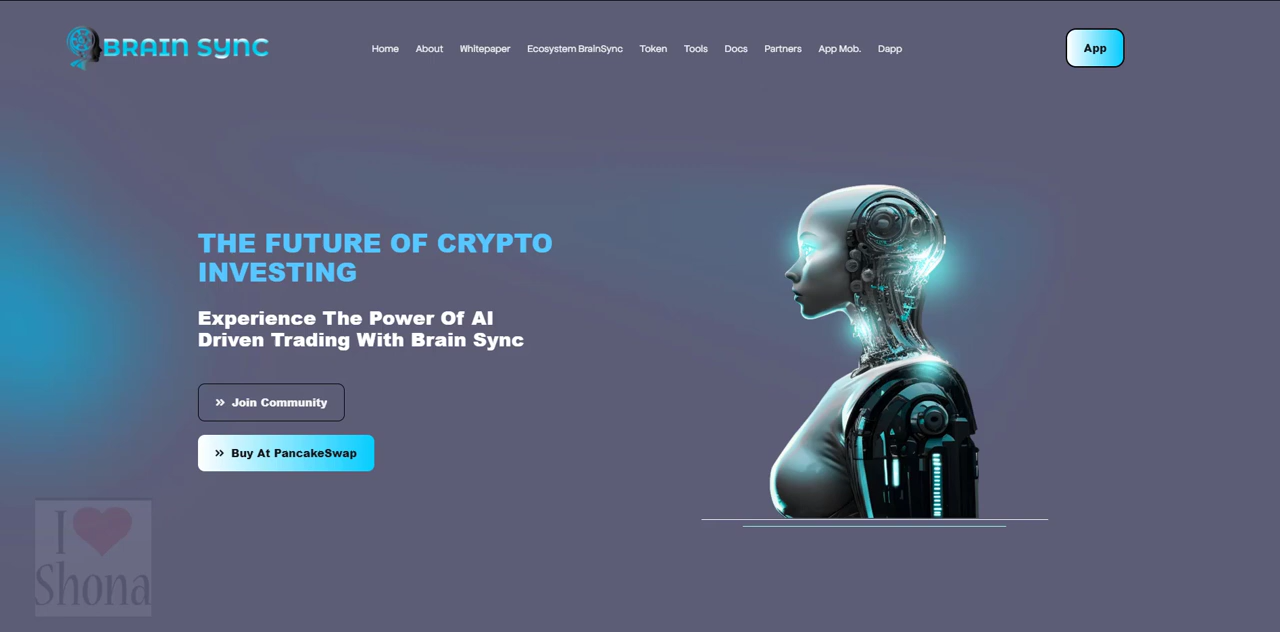 BRAIN SYNC
Home About Whitepaper Ecosystem BrainSync Token Tools Docs Partners App Mob. Dapp
App
THE FUTURE OF CRYPTO
INVESTING
Experience The Power Of AI
Driven Trading With Brain Sync
Join Community
Buy At PancakeSwap
I
Shona